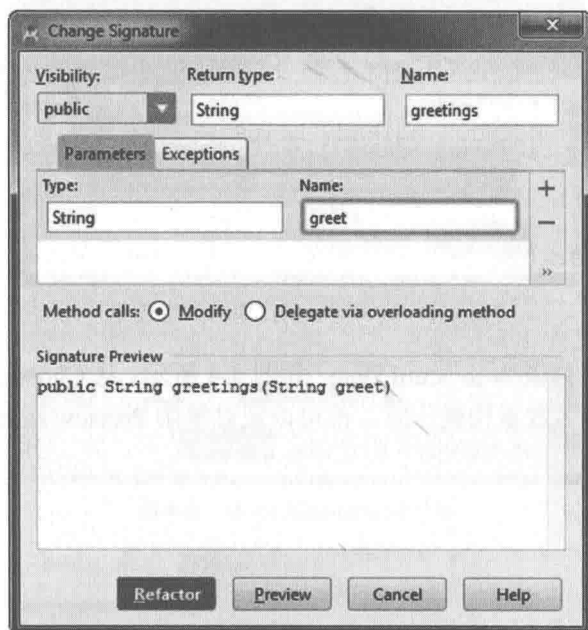 Change Signature
Visibility: Return type: Name:
public String greetings
Parameters Exceptions
Type: Name:
String greet
Method calls: Modify Delegate via overloading method
Signature Preview
public String greetings(String greet)
Refactor Preview Cancel Help